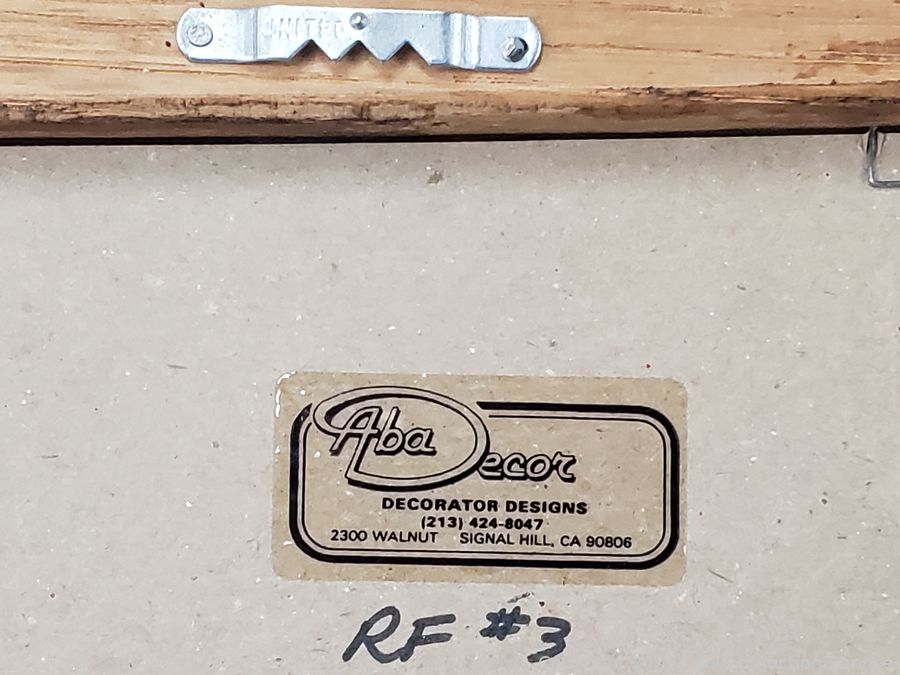 UNITED
Aba Decor
DECORATOR DESIGNS
(213) 424-8047
2300 WALNUT SIGNAL HILL, CA 90806
RF #3